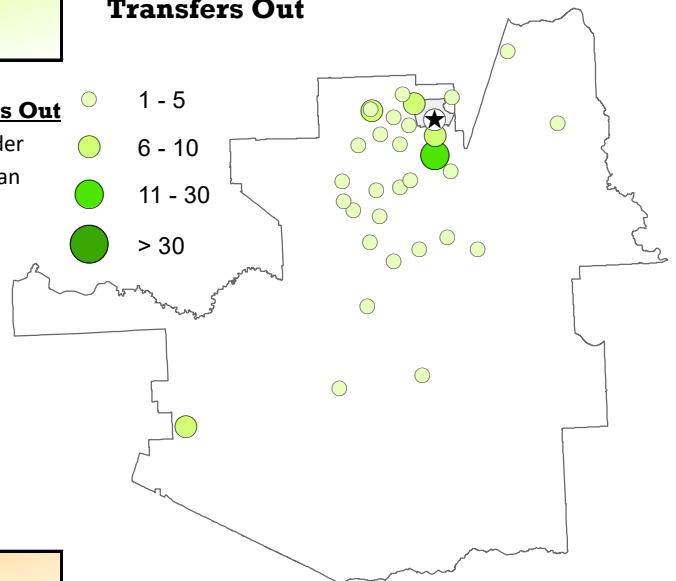 Transfers Out
s Out
der
an
1 - 5
6 - 10
11 - 30
> 30